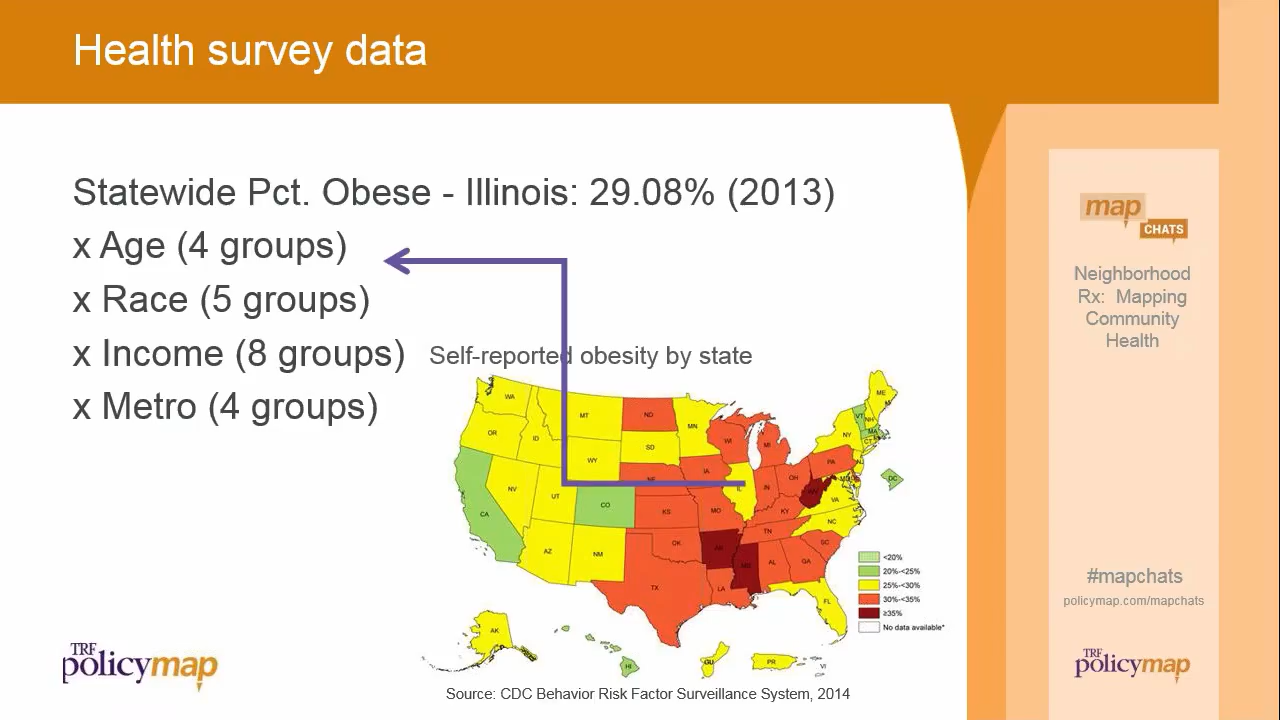 Health survey data
Statewide Pct. Obese - Illinois: 29.08% (2013)
x Age (4 groups)
x Race (5 groups)
x Income (8 groups)
x Metro (4 groups)
Self-reported obesity by state
WA
OR
CA
ID
NV
UT
AZ
MT
WY
CO
NM
ND
SD
NE
KS
OK
TX
MN
IA
MO
AR
LA
WI
IL
MI
IN
OH
KY
TN
MS
AL
GA
FL
SC
NC
VA
WV
PA
NY
NJ
VT
NH
ME
MA
CT
MD
DC
AK
HI
GU
PR
VI
<20%
20%-<25%
25%-<30%
30%-<35%
≥35%
No data available*
Source: CDC Behavior Risk Factor Surveillance System, 2014
TRF
policymap
map
CHATS
Neighborhood
Rx: Mapping
Community
Health
#mapchats
policymap.com/mapchats
TRF
policymap